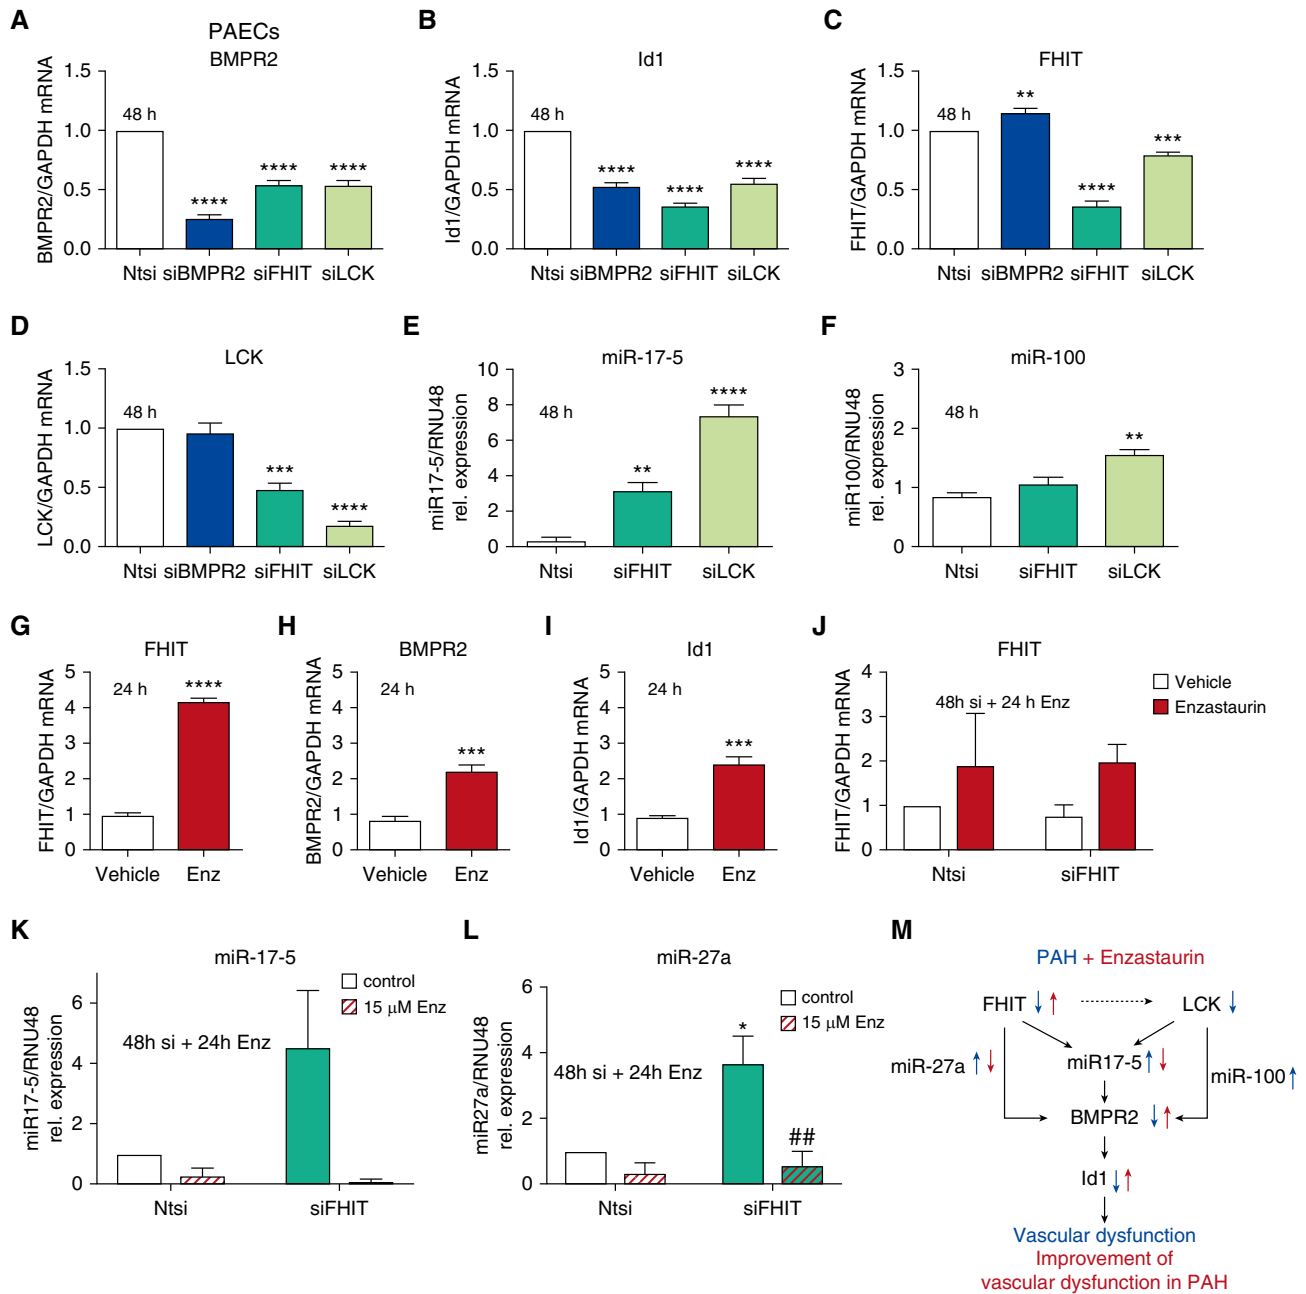 A
PAECs
BMPR2
BMPR2/GAPDH mRNA
1.5
1.0
0.5
0.0
48 h
****
****
****
Ntsi siBMPR2 siFHIT siLCK
B
Id1
Id1/GAPDH mRNA
1.5
1.0
0.5
0.0
48 h
****
****
****
Ntsi siBMPR2 siFHIT siLCK
C
FHIT
FHIT/GAPDH mRNA
1.5
1.0
0.5
0.0
48 h
**
****
***
Ntsi siBMPR2 siFHIT siLCK
D
LCK
LCK/GAPDH mRNA
1.5
1.0
0.5
0.0
48 h
***
****
Ntsi siBMPR2 siFHIT siLCK
E
miR-17-5
miR17-5/RNU48
rel. expression
10
8
6
4
2
0
48 h
**
****
Ntsi siFHIT siLCK
F
miR-100
miR100/RNU48
rel. expression
3
2
1
0
48 h
**
Ntsi siFHIT siLCK
G
FHIT
FHIT/GAPDH mRNA
5
4
3
2
1
0
24 h
****
Vehicle Enz
H
BMPR2
BMPR2/GAPDH mRNA
5
4
3
2
1
0
24 h
***
Vehicle Enz
I
Id1
Id1/GAPDH mRNA
5
4
3
2
1
0
24 h
***
Vehicle Enz
J
FHIT
FHIT/GAPDH mRNA
4
3
2
1
0
48h si + 24 h Enz
Vehicle
Enzastaurin
Ntsi siFHIT
K
miR-17-5
miR17-5/RNU48
rel. expression
6
4
2
0
control
15 µM Enz
48h si + 24h Enz
Ntsi siFHIT
L
miR-27a
miR27a/RNU48
rel. expression
6
4
2
0
control
15 µM Enz
48h si + 24h Enz
*
##
Ntsi siFHIT
M
PAH + Enzastaurin
FHIT ↓ ↑ LCK ↓
miR-27a ↑ ↓ miR17-5 ↑ ↓ miR-100 ↑
BMPR2 ↓ ↑
Id1 ↓ ↑
Vascular dysfunction
Improvement of
vascular dysfunction in PAH